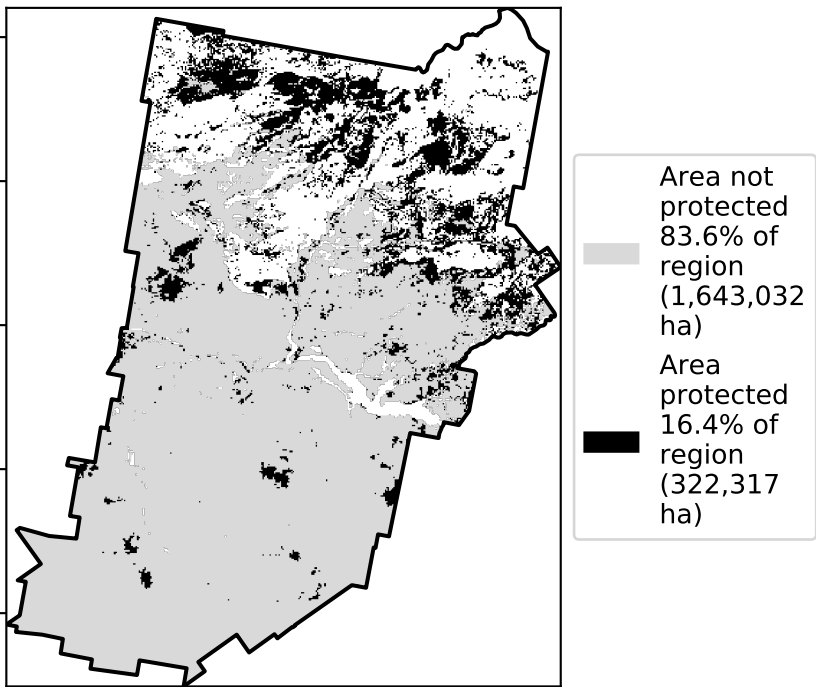 Area not
protected
83.6% of
region
(1,643,032
ha)
Area
protected
16.4% of
region
(322,317
ha)